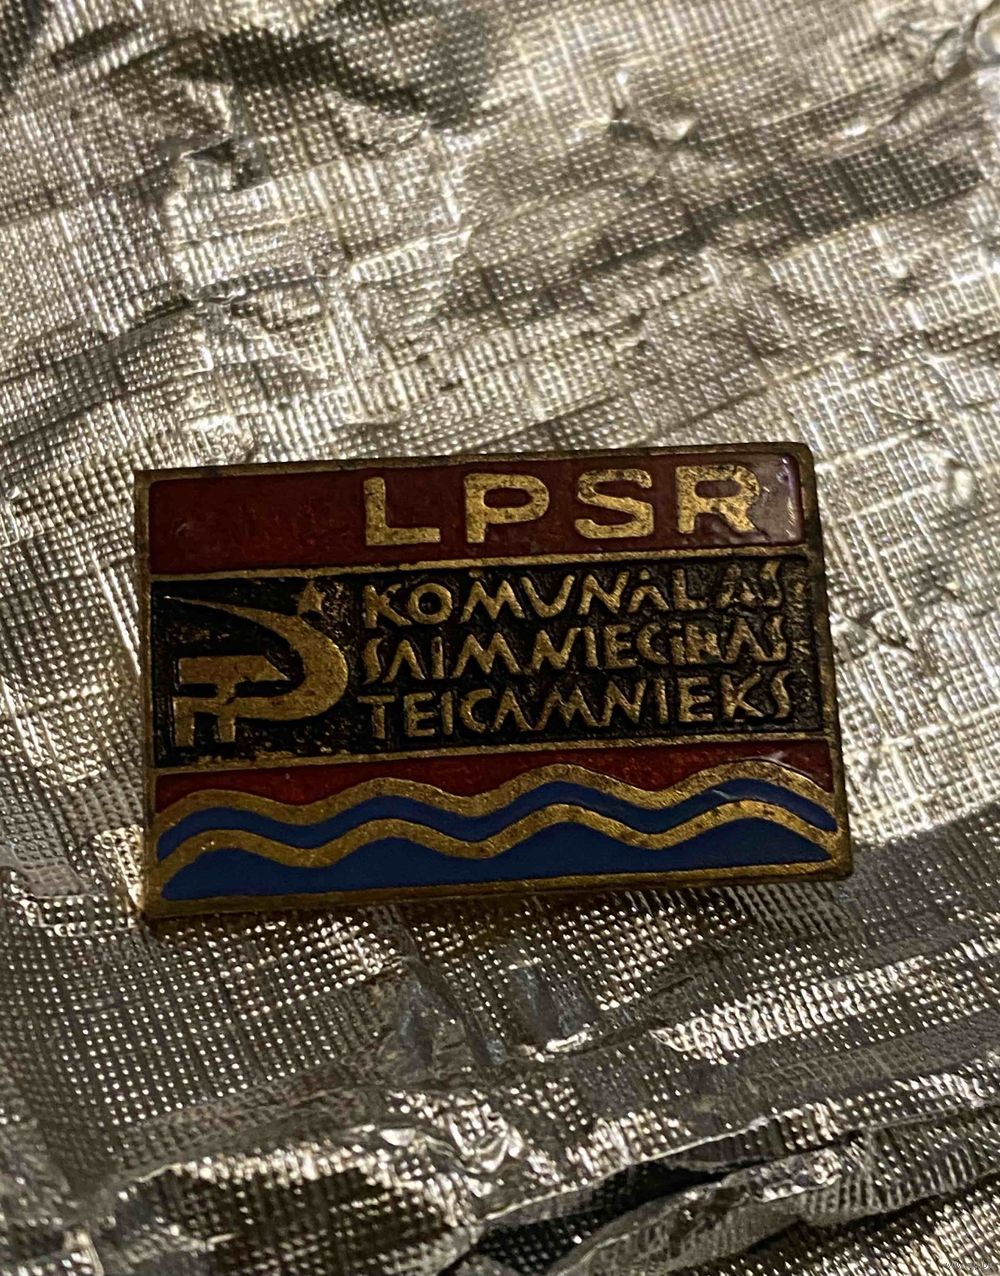 LPSR
KOMUNĀLĀS
SAIMNIECĪBAS
TEICAMNIEKS